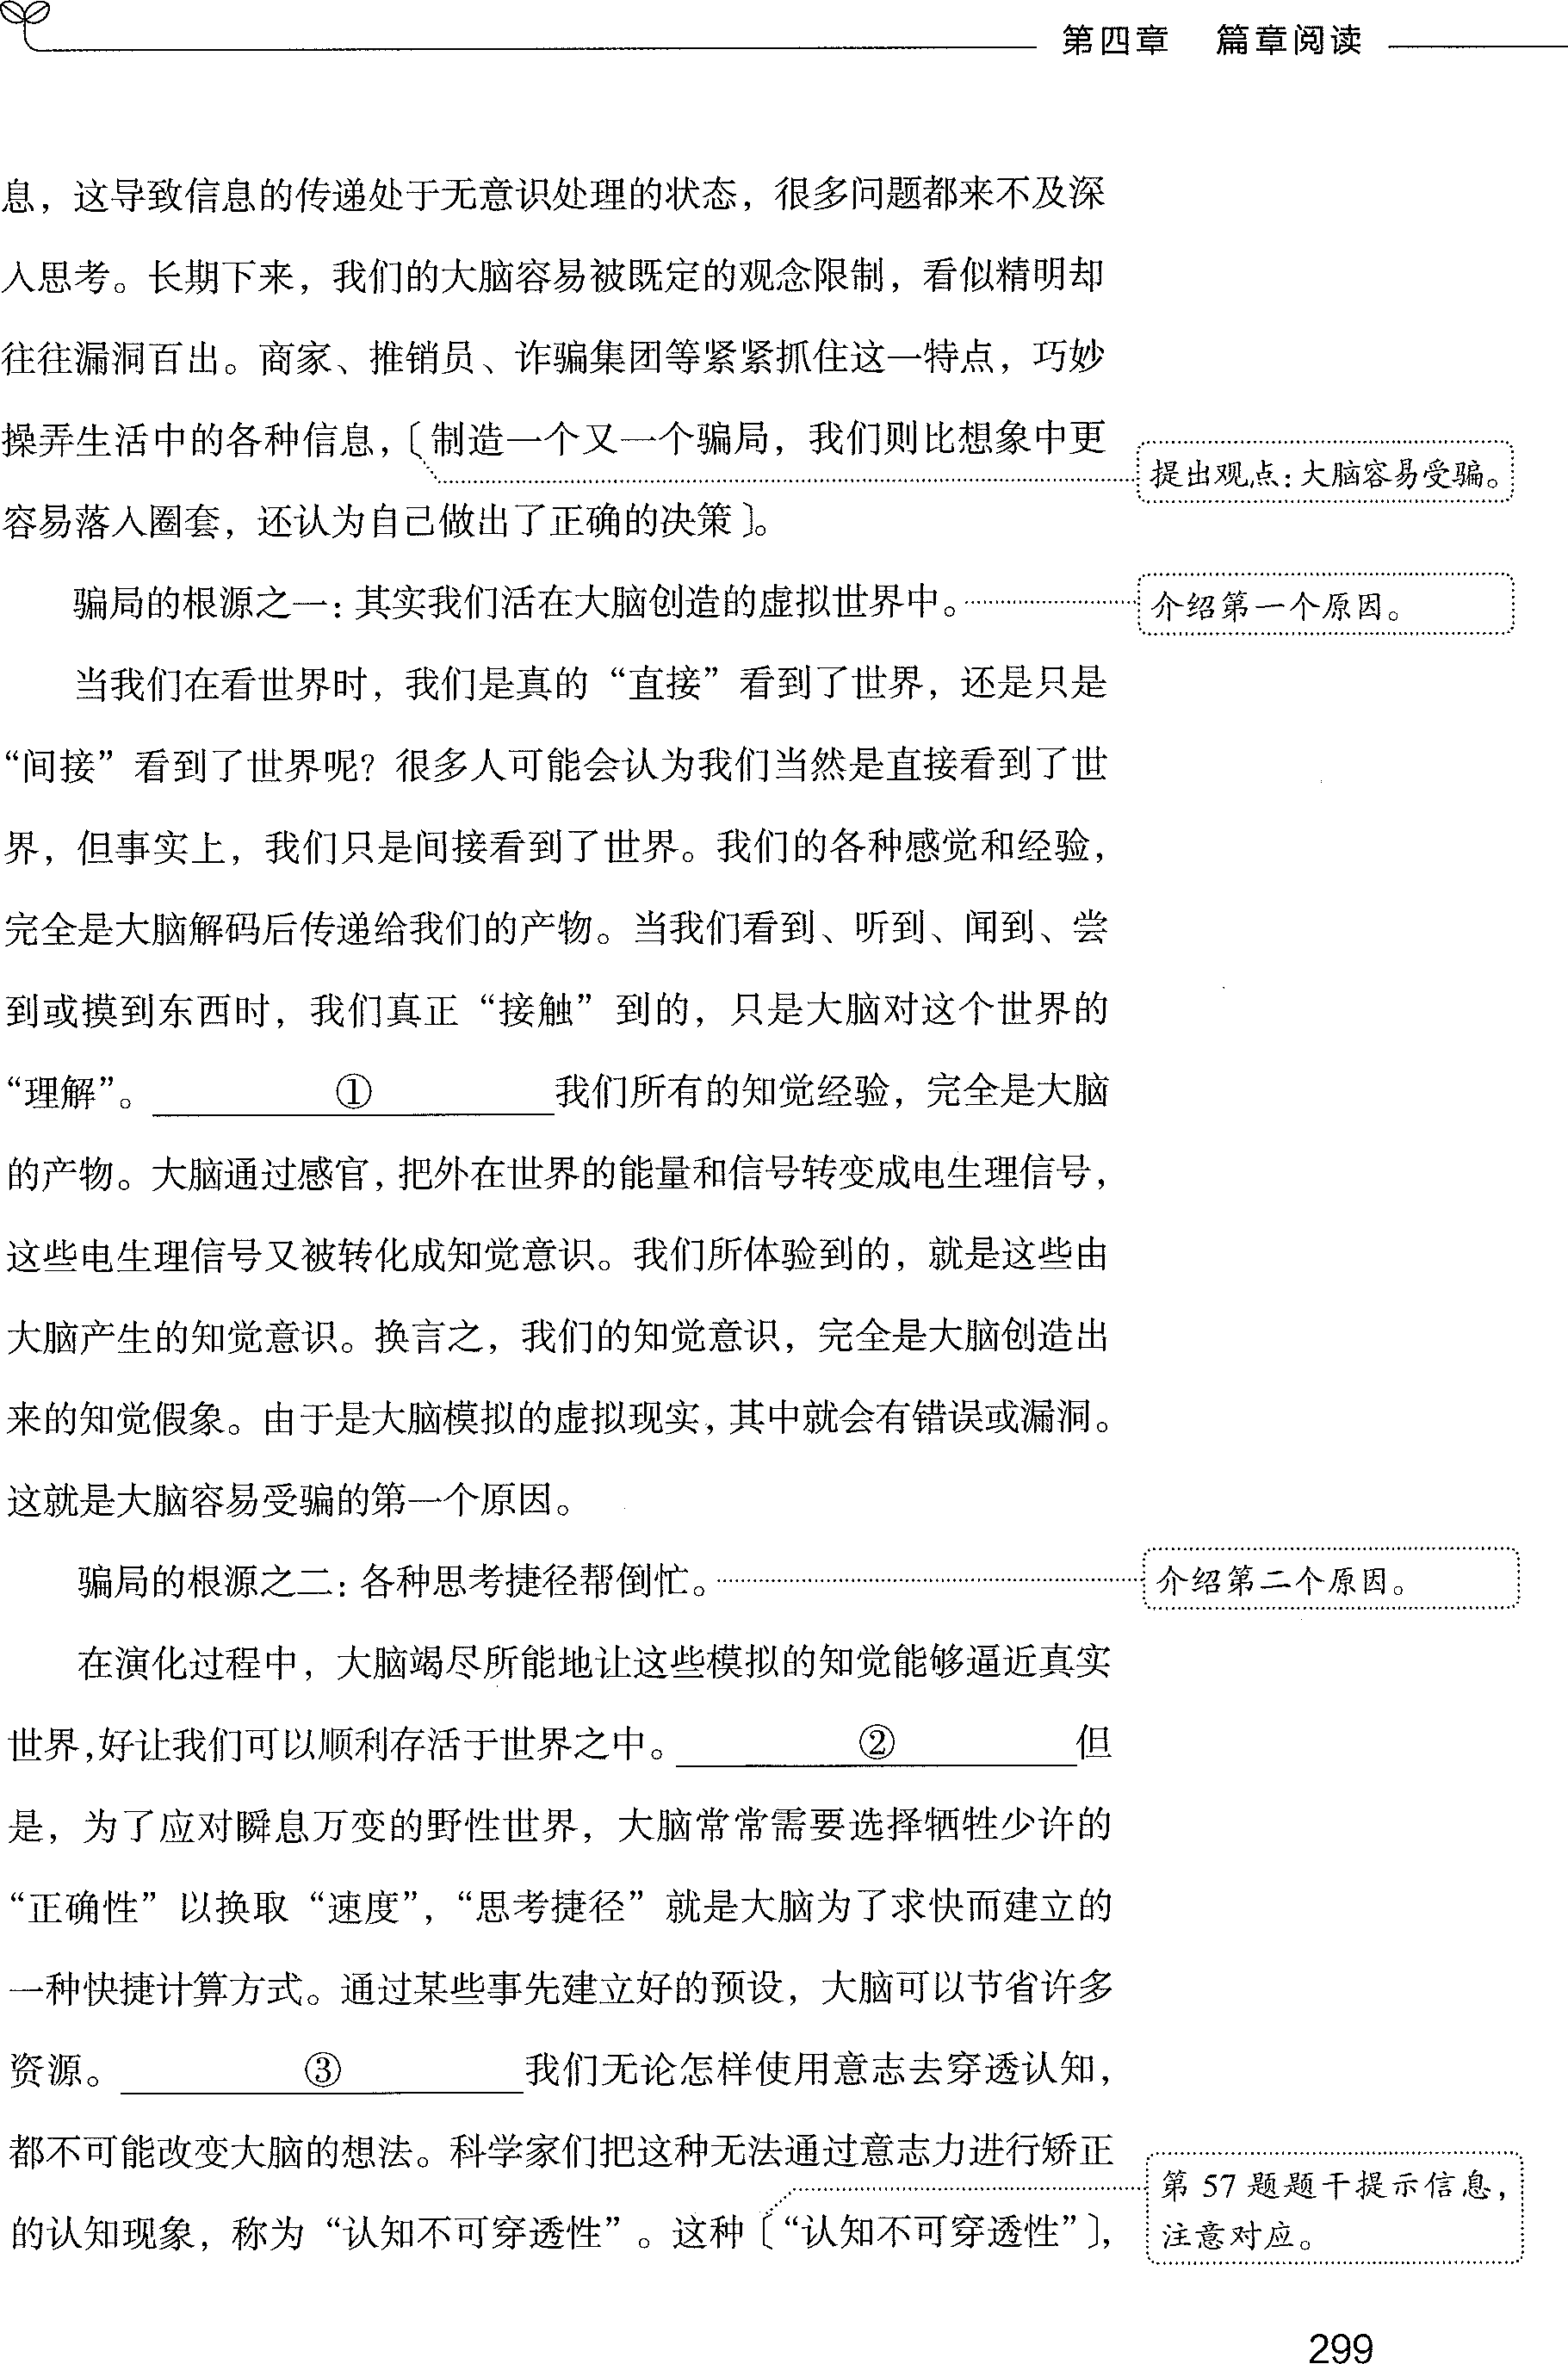 第四章 篇章阅读
息，这导致信息的传递处于无意识处理的状态，很多问题都来不及深
入思考。长期下来，我们的大脑容易被既定的观念限制，看似精明却
往往漏洞百出。商家、推销员、诈骗集团等紧紧抓住这一特点，巧妙
操弄生活中的各种信息，〔制造一个又一个骗局，我们则比想象中更
提出观点：大脑容易受骗。
容易落入圈套，还认为自己做出了正确的决策〕。
骗局的根源之一：其实我们活在大脑创造的虚拟世界中。
介绍第一个原因。
当我们在看世界时，我们是真的“直接”看到了世界，还是只是
“间接”看到了世界呢？很多人可能会认为我们当然是直接看到了世
界，但事实上，我们只是间接看到了世界。我们的各种感觉和经验，
完全是大脑解码后传递给我们的产物。当我们看到、听到、闻到、尝
到或摸到东西时，我们真正“接触”到的，只是大脑对这个世界的
“理解”。①我们所有的知觉经验，完全是大脑
的产物。大脑通过感官，把外在世界的能量和信号转变成电生理信号，
这些电生理信号又被转化成知觉意识。我们所体验到的，就是这些由
大脑产生的知觉意识。换言之，我们的知觉意识，完全是大脑创造出
来的知觉假象。由于是大脑模拟的虚拟现实，其中就会有错误或漏洞。
这就是大脑容易受骗的第一个原因。
骗局的根源之二：各种思考捷径帮倒忙。
介绍第二个原因。
在演化过程中，大脑竭尽所能地让这些模拟的知觉能够逼近真实
世界，好让我们可以顺利存活于世界之中。②但
是，为了应对瞬息万变的野性世界，大脑常常需要选择牺牲少许的
“正确性”以换取“速度”，“思考捷径”就是大脑为了求快而建立的
一种快捷计算方式。通过某些事先建立好的预设，大脑可以节省许多
资源。③我们无论怎样使用意志去穿透认知，
都不可能改变大脑的想法。科学家们把这种无法通过意志力进行矫正
的认知现象，称为“认知不可穿透性”。这种〔“认知不可穿透性”〕，
第 57 题题干提示信息，
注意对应。
299